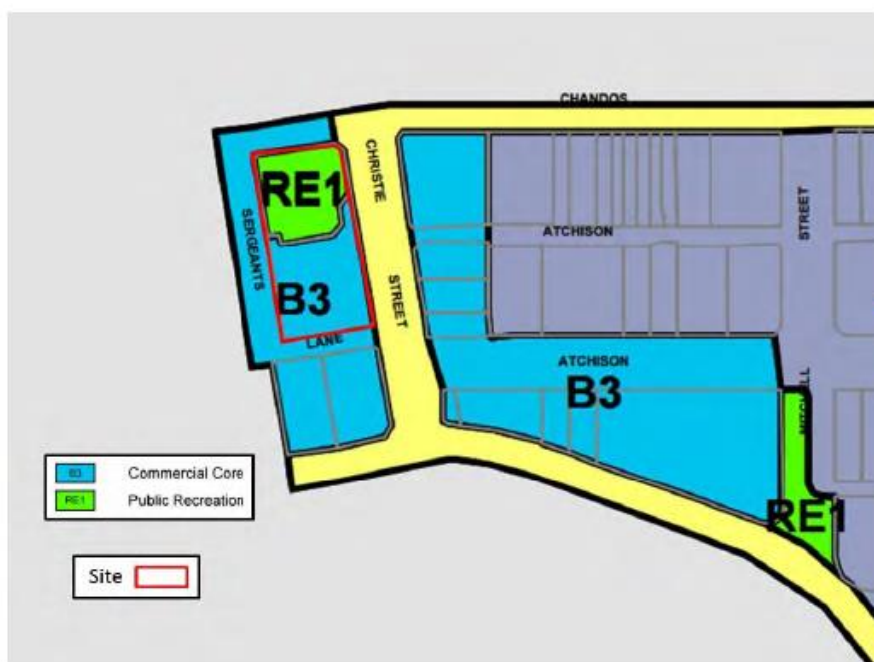 CHANDOS
CHRISTIE
STREET
RE1
SERGEANTS
B3
LANE
ATCHISON
STREET
ATCHISON
B3
RE1
B3 Commercial Core
RE1 Public Recreation
Site